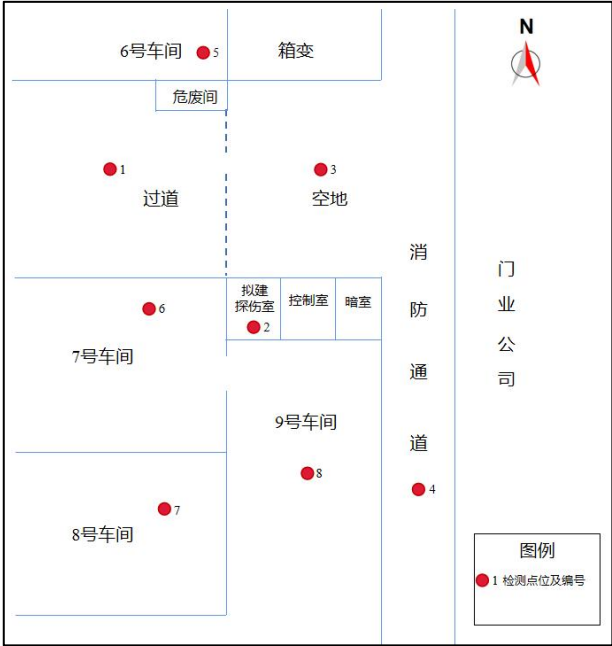 N
6号车间
5
箱变
危废间
1
3
过道
空地
消
防
通
道
门
业
公
司
拟建
探伤室
2
控制室
暗室
6
7号车间
9号车间
8
4
7
8号车间
图例
1 检测点位及编号